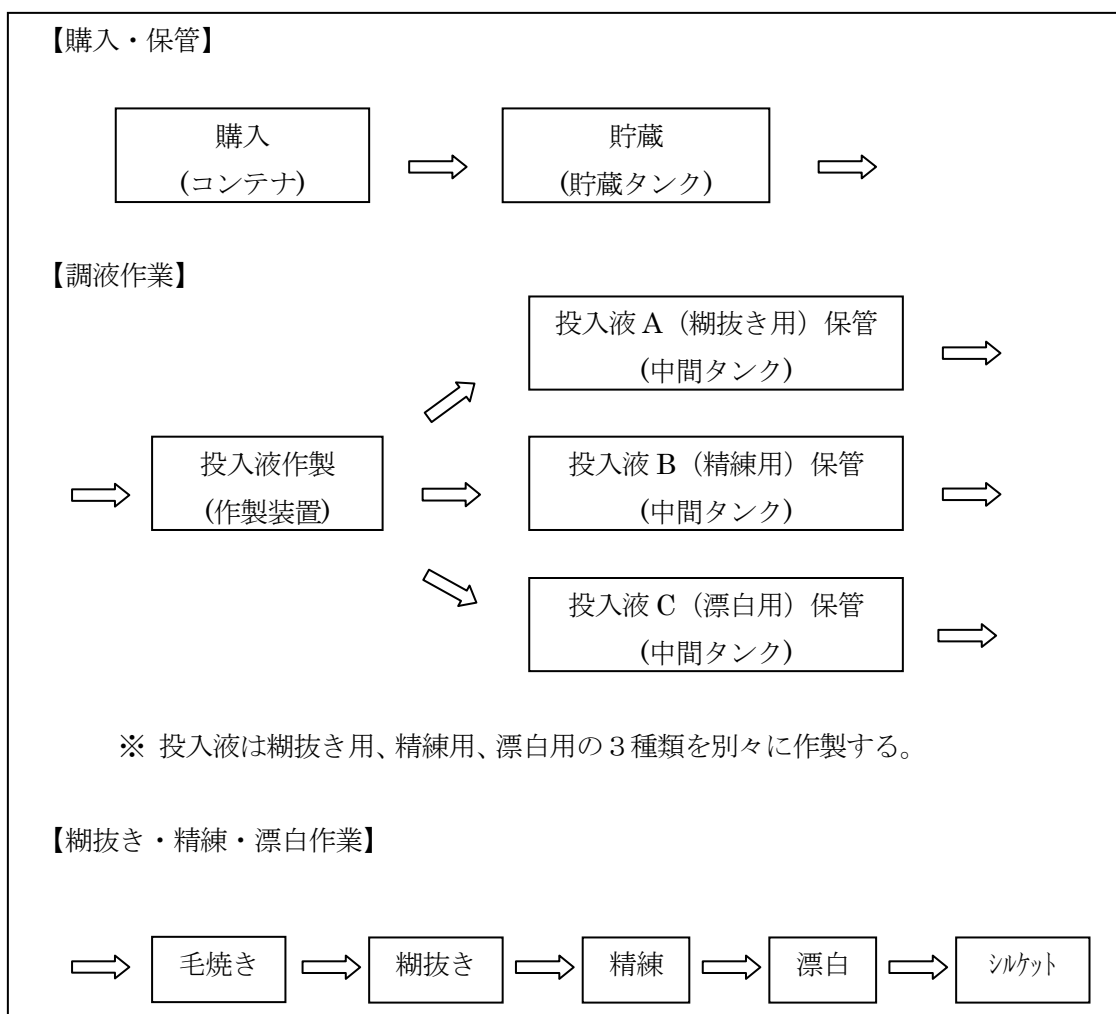 【購入・保管】
購入
(コンテナ)
貯蔵
(貯蔵タンク)
【調液作業】
投入液作製
(作製装置)
投入液 A（糊抜き用）保管
(中間タンク)
投入液 B（精練用）保管
(中間タンク)
投入液 C（漂白用）保管
(中間タンク)
※ 投入液は糊抜き用、精練用、漂白用の３種類を別々に作製する。
【糊抜き・精練・漂白作業】
毛焼き
糊抜き
精練
漂白
ｼﾙｹｯﾄ